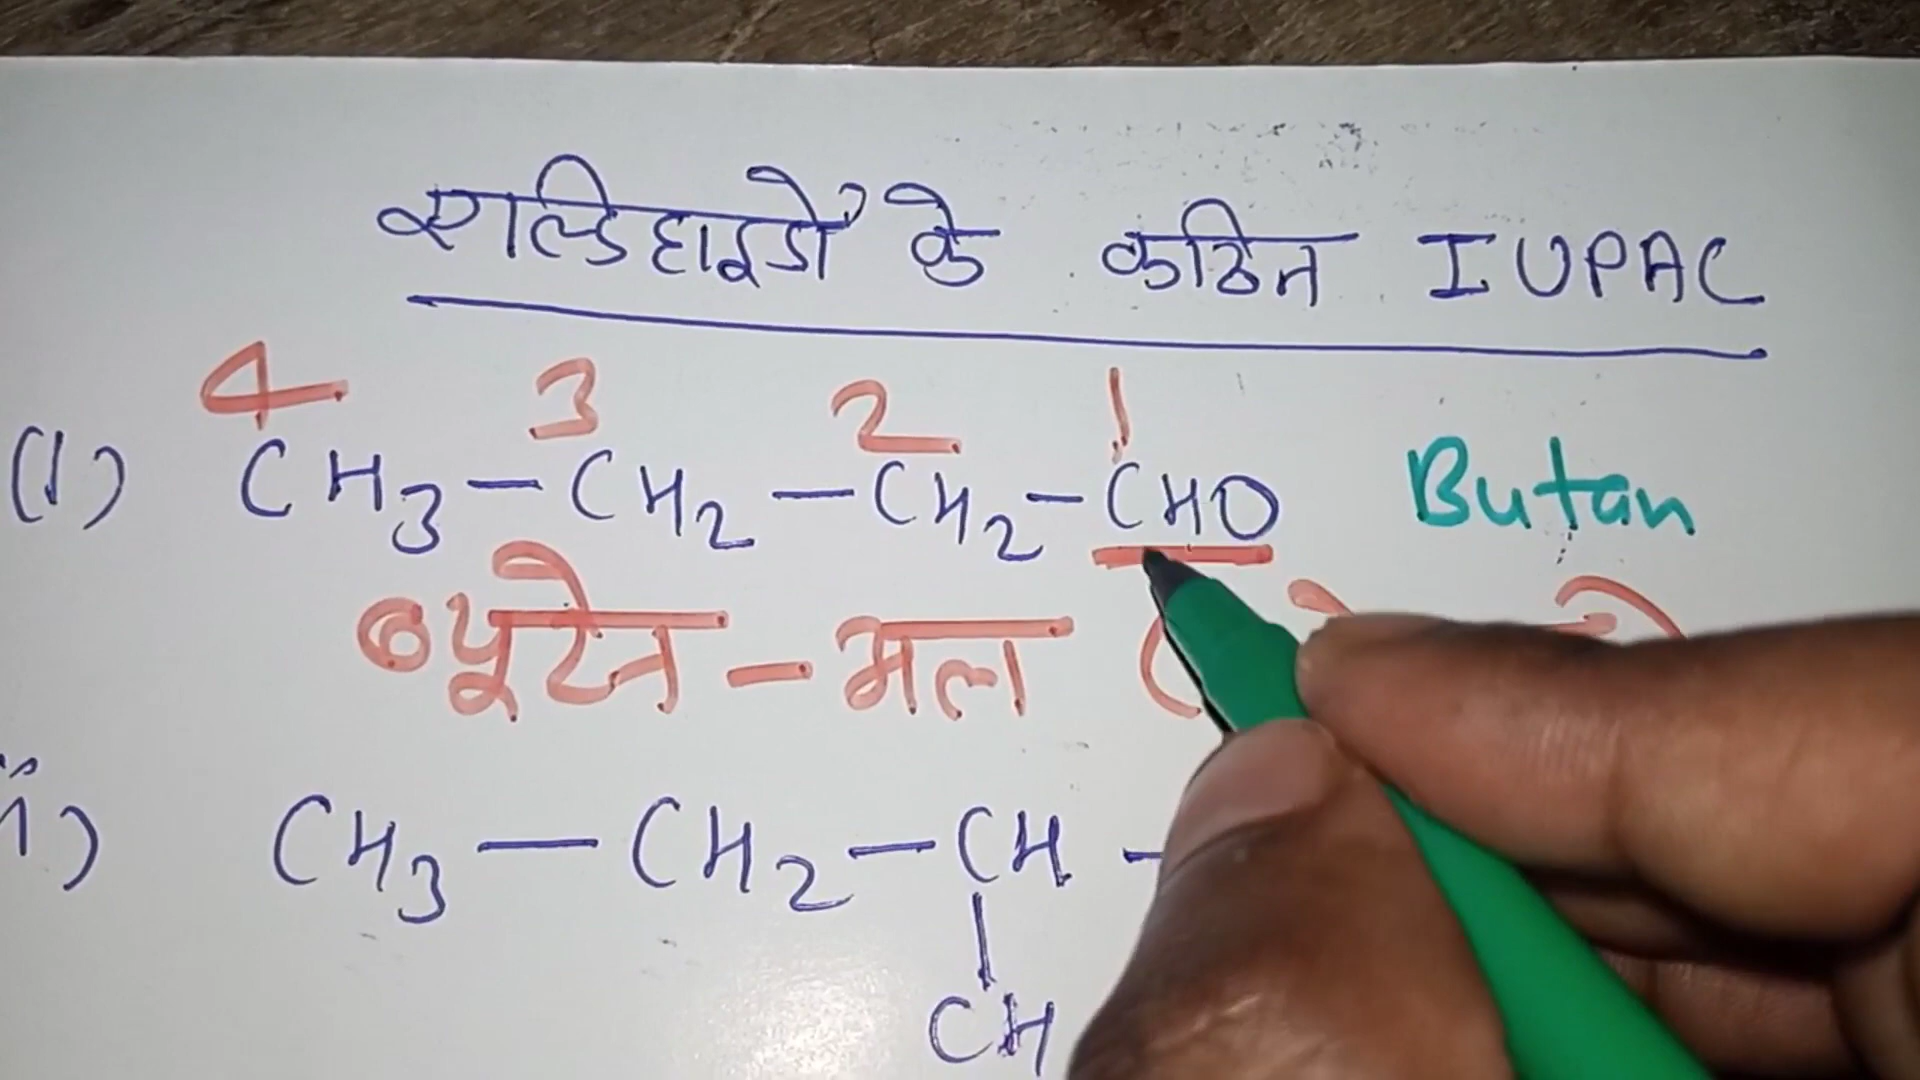 एल्डिहाइडों के कठिन IUPAC
4 3 2 1
(1) CH3 - CH2 - CH2 - CHO Butan
ब्यूटेन - अल
CH3 - CH2 - CH -
|
CH